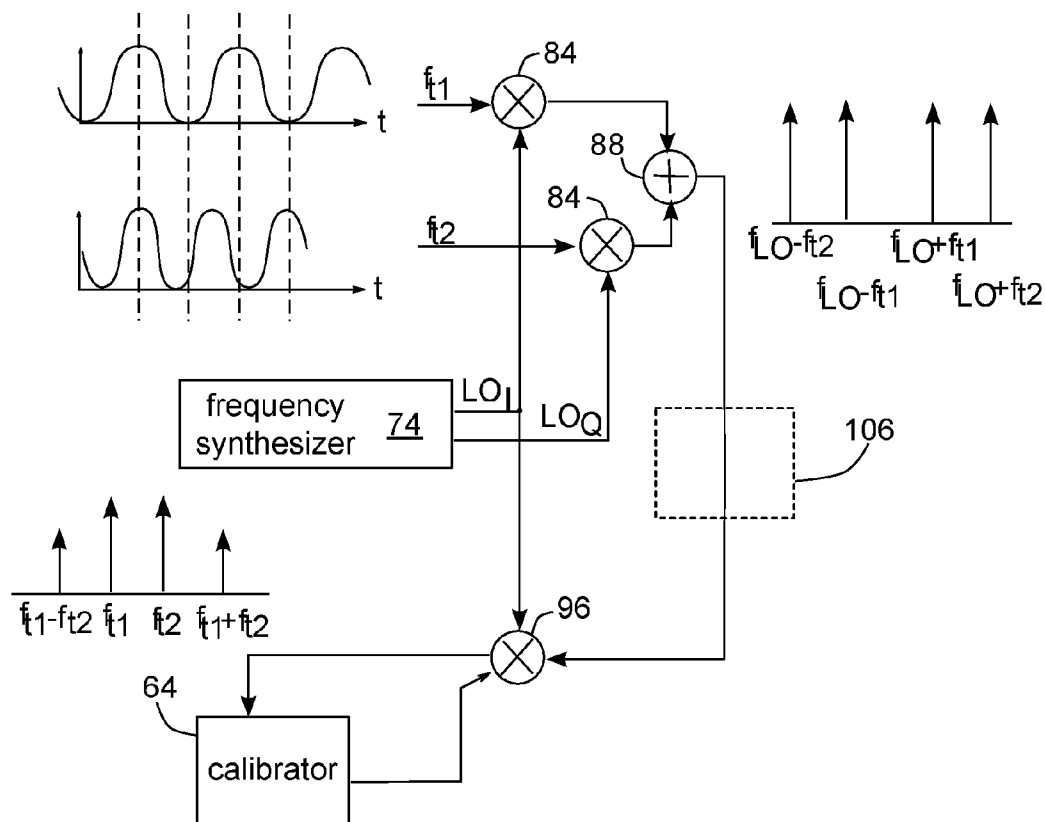 t
t
ft1
84
ft2
84
88
fLO-ft2
fLO-ft1
fLO+ft1
fLO+ft2
frequency
synthesizer 74
LOI
LOQ
106
ft1-ft2
ft1
ft2
ft1+ft2
96
64
calibrator